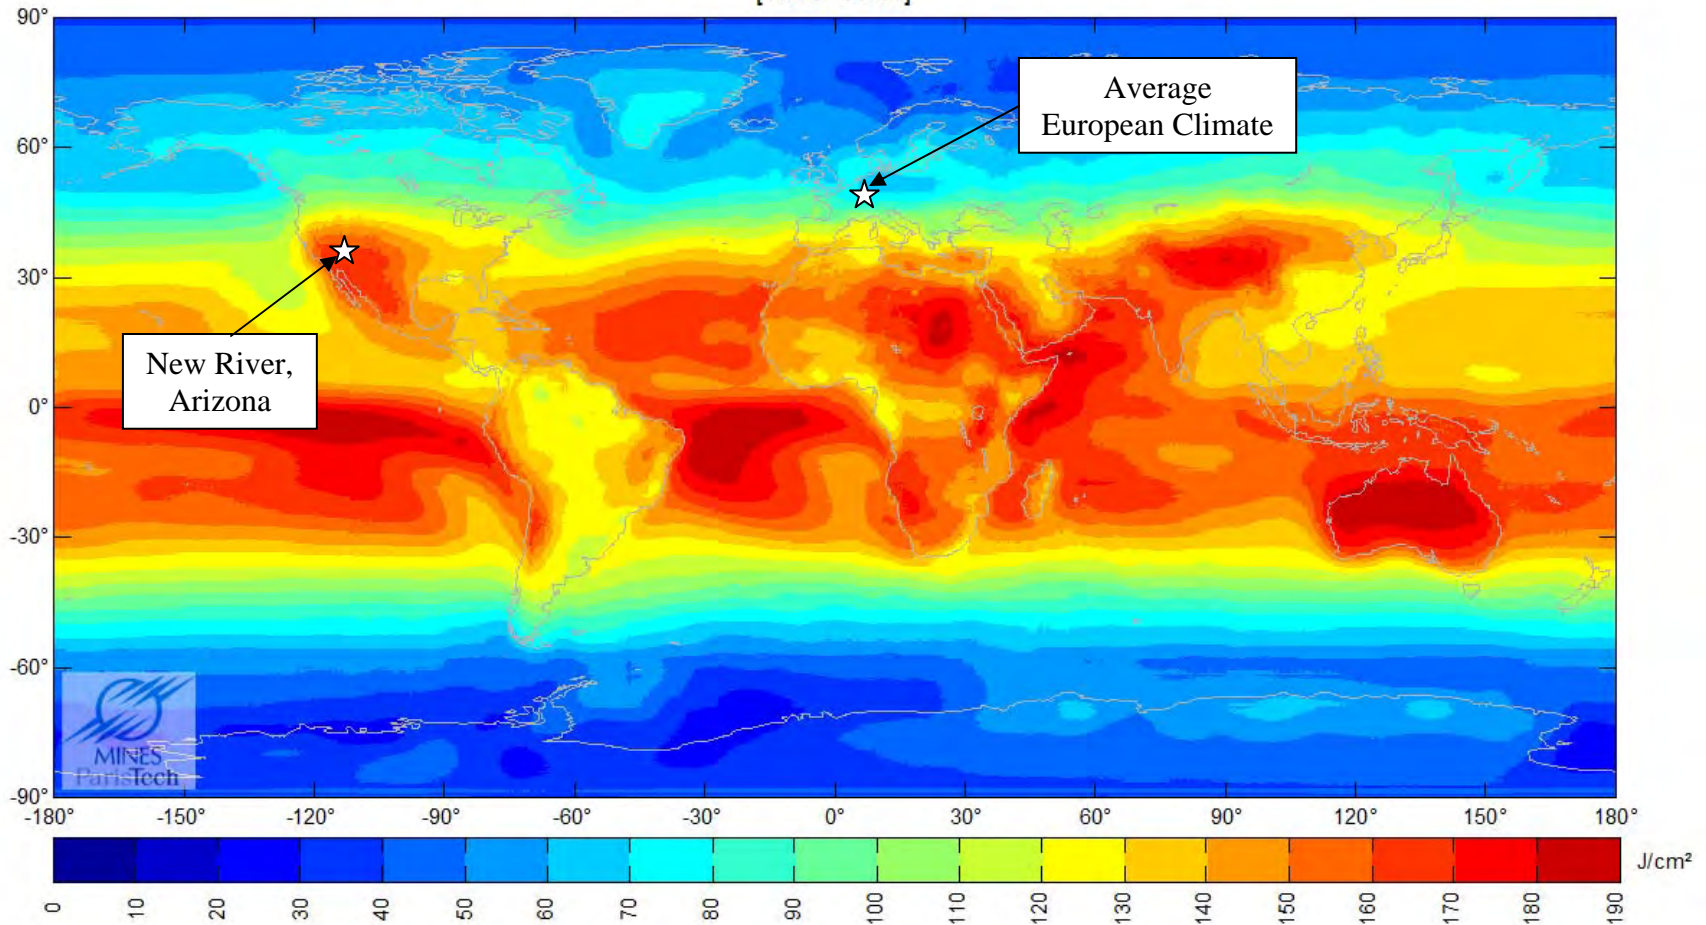 90°
60°
30°
0°
-30°
-60°
-90°
Average
European Climate
New River,
Arizona
MINES
ParisTech
-180° -150° -120° -90° -60° -30° 0° 30° 60° 90° 120° 150° 180°
J/cm²
0 10 20 30 40 50 60 70 80 90 100 110 120 130 140 150 160 170 180 190